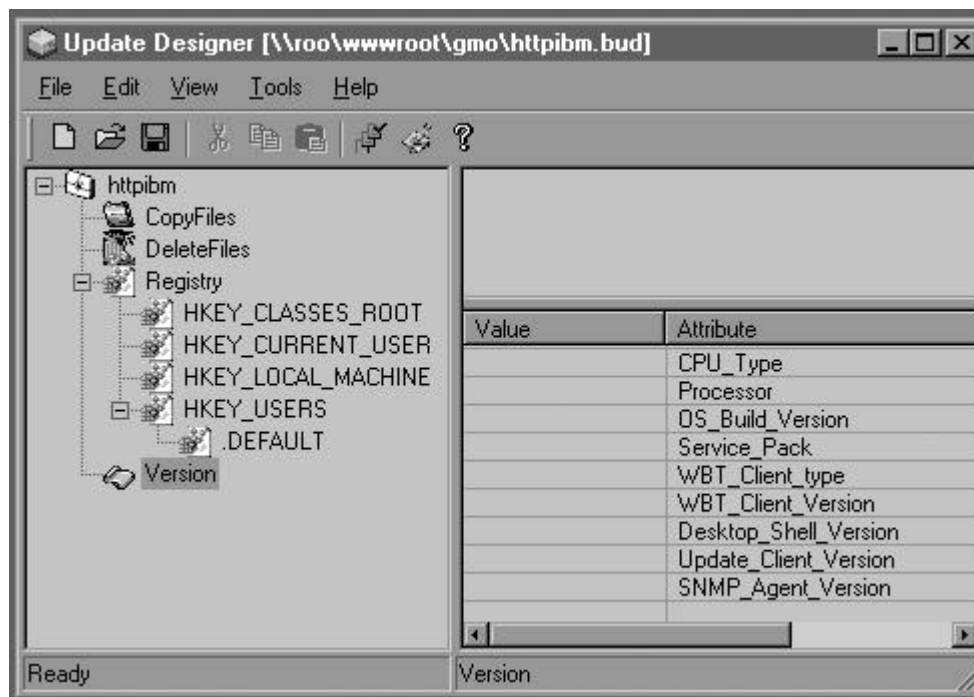 Update Designer [\\roo\wwwroot\gmo\httpibm.bud]
File Edit View Tools Help
httpibm
CopyFiles
DeleteFiles
Registry
HKEY_CLASSES_ROOT
HKEY_CURRENT_USER
HKEY_LOCAL_MACHINE
HKEY_USERS
.DEFAULT
Version
Value Attribute
CPU_Type
Processor
OS_Build_Version
Service_Pack
WBT_Client_type
WBT_Client_Version
Desktop_Shell_Version
Update_Client_Version
SNMP_Agent_Version
Ready Version